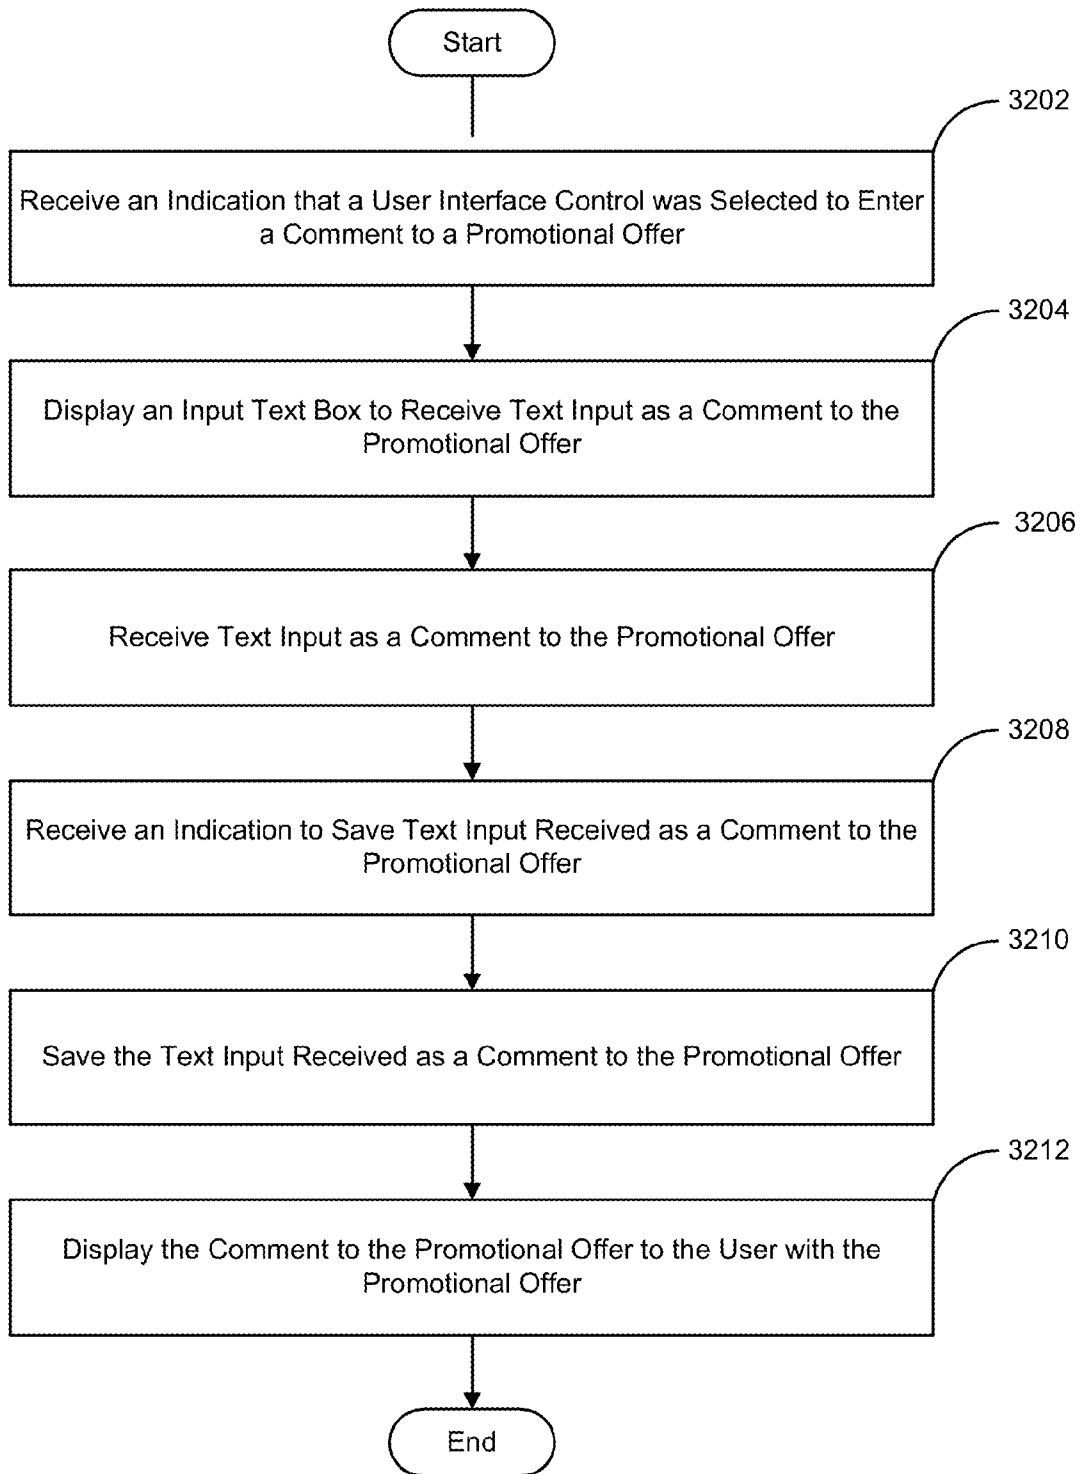 Start
3202
Receive an Indication that a User Interface Control was Selected to Enter
a Comment to a Promotional Offer
3204
Display an Input Text Box to Receive Text Input as a Comment to the
Promotional Offer
3206
Receive Text Input as a Comment to the Promotional Offer
3208
Receive an Indication to Save Text Input Received as a Comment to the
Promotional Offer
3210
Save the Text Input Received as a Comment to the Promotional Offer
3212
Display the Comment to the Promotional Offer to the User with the
Promotional Offer
End